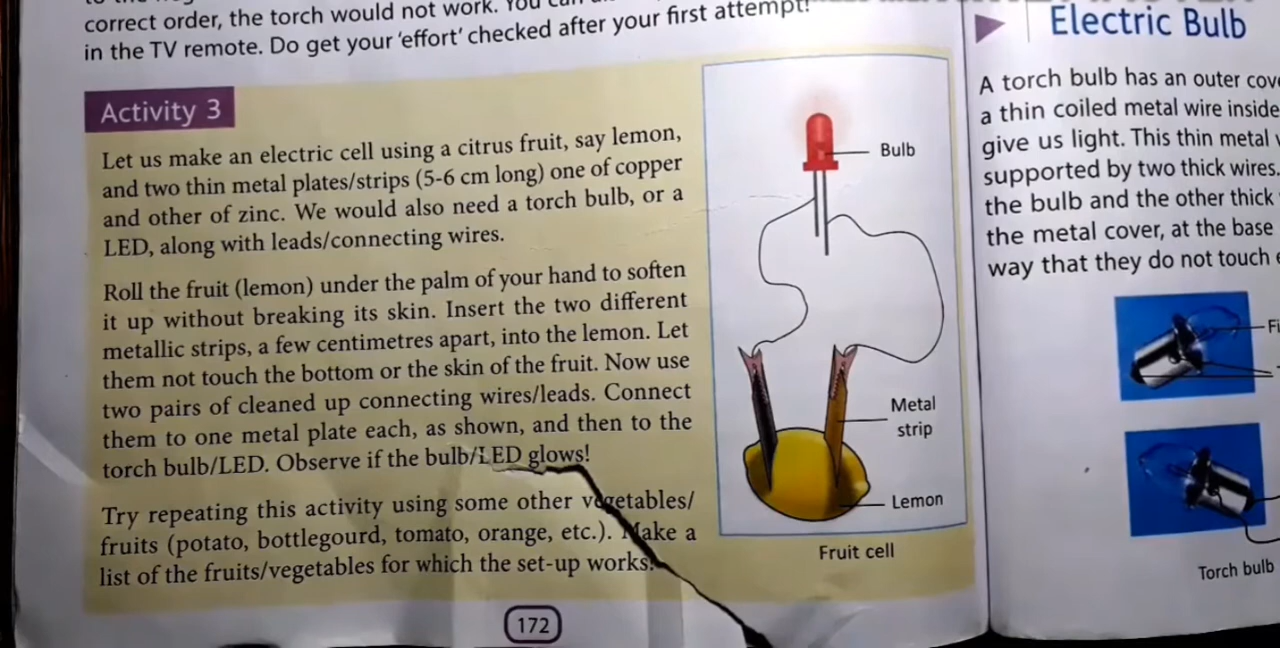 correct order, the torch would not work. You can
in the TV remote. Do get your 'effort' checked after your first attempt!
Activity 3
Let us make an electric cell using a citrus fruit, say lemon,
and two thin metal plates/strips (5-6 cm long) one of copper
and other of zinc. We would also need a torch bulb, or a
LED, along with leads/connecting wires.
Roll the fruit (lemon) under the palm of your hand to soften
it up without breaking its skin. Insert the two different
metallic strips, a few centimetres apart, into the lemon. Let
them not touch the bottom or the skin of the fruit. Now use
two pairs of cleaned up connecting wires/leads. Connect
them to one metal plate each, as shown, and then to the
torch bulb/LED. Observe if the bulb/LED glows!
Try repeating this activity using some other vegetables/
fruits (potato, bottlegourd, tomato, orange, etc.). Make a
list of the fruits/vegetables for which the set-up works.
Bulb
Metal
strip
Lemon
Fruit cell
172
Electric Bulb
A torch bulb has an outer
a thin coiled metal wire inside
give us light. This thin metal
supported by two thick wires.
the bulb and the other thick
the metal cover, at the base
way that they do not touch
Torch bulb